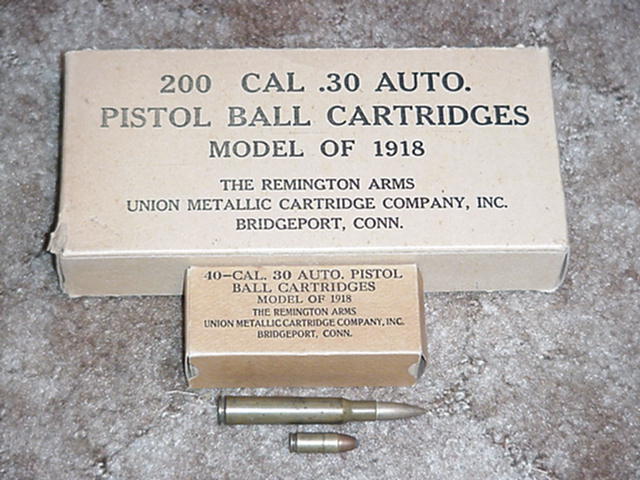 200 CAL .30 AUTO.
PISTOL BALL CARTRIDGES
MODEL OF 1918
THE REMINGTON ARMS
UNION METALLIC CARTRIDGE COMPANY, INC.
BRIDGEPORT, CONN.
40-CAL. 30 AUTO. PISTOL
BALL CARTRIDGES
MODEL OF 1918
THE REMINGTON ARMS
UNION METALLIC CARTRIDGE COMPANY, INC.
BRIDGEPORT, CONN.